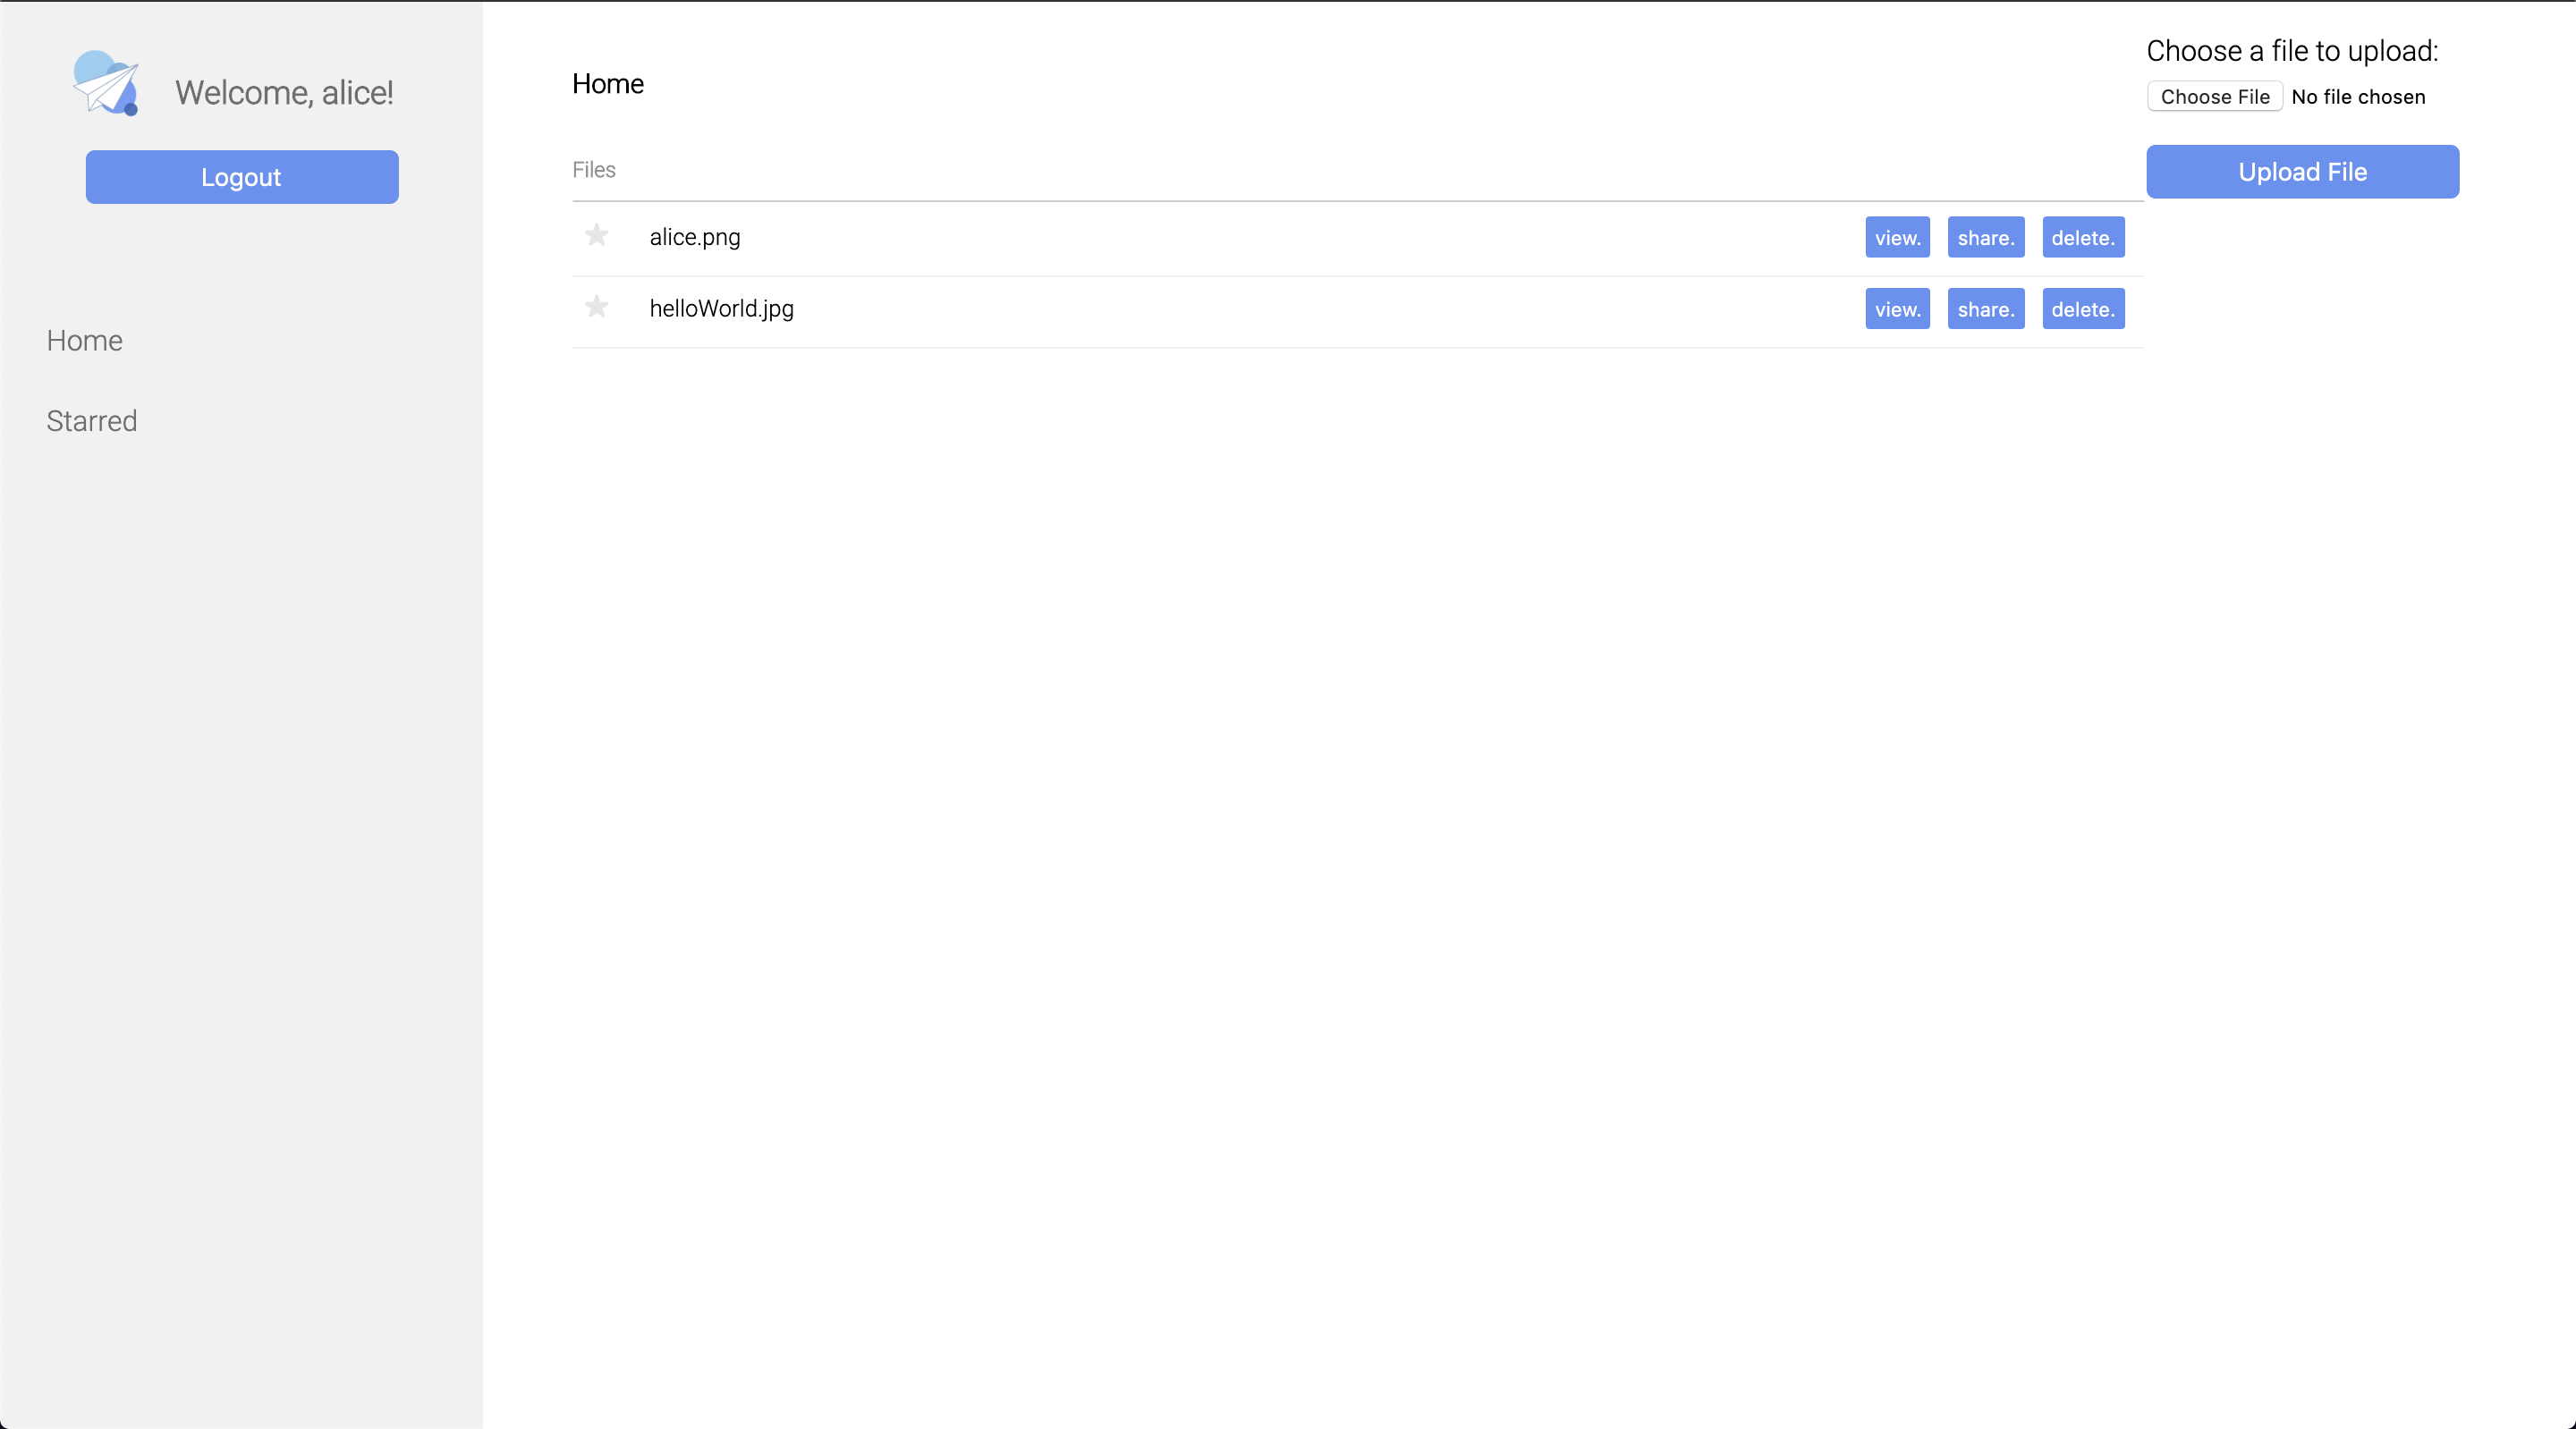 Welcome, alice!
Logout
Home
Starred
Home
Files
alice.png
view. share. delete.
helloWorld.jpg
view. share. delete.
Choose a file to upload:
Choose File No file chosen
Upload File